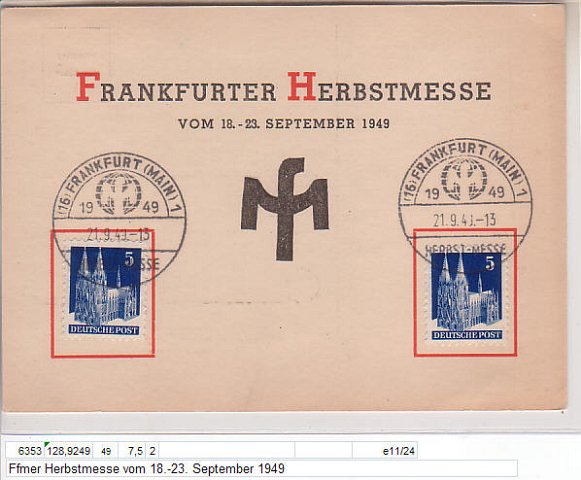 FRANKFURTER HERBSTMESSE
VOM 18.-23. SEPTEMBER 1949
(16) FRANKFURT (MAIN) 1
19 49
21.9.49.-13
HERBST-MESSE
5
DEUTSCHE POST
(16) FRANKFURT (MAIN) 1
19 49
21.9.49.-13
HERBST-MESSE
5
DEUTSCHE POST
6353 128,9249 49 7,5 2 e11/24
Ffmer Herbstmesse vom 18.-23. September 1949